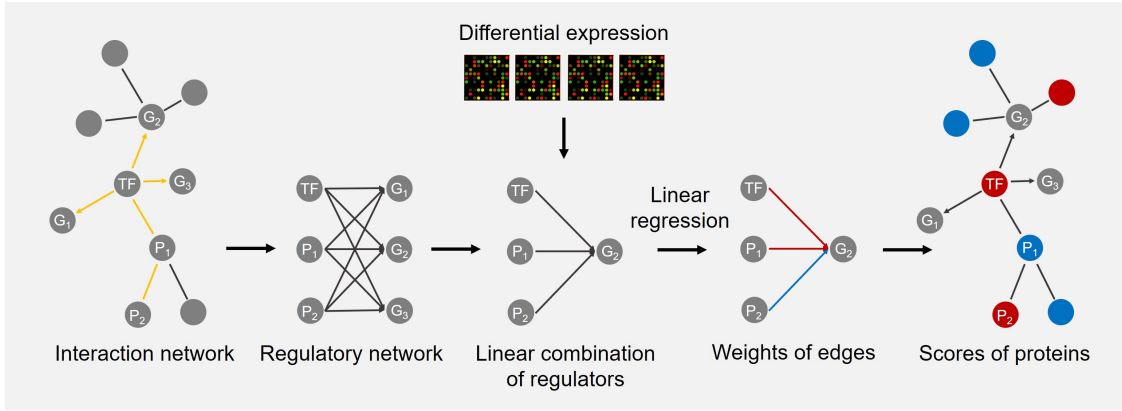 Differential expression
G₂
TF
G₃
G₁
P₁
P₂
Interaction network
TF
P₁
P₂
G₁
G₂
G₃
Regulatory network
TF
P₁
P₂
G₂
Linear combination
of regulators
Linear
regression
TF
P₁
P₂
G₂
Weights of edges
G₂
TF
G₃
G₁
P₁
P₂
Scores of proteins